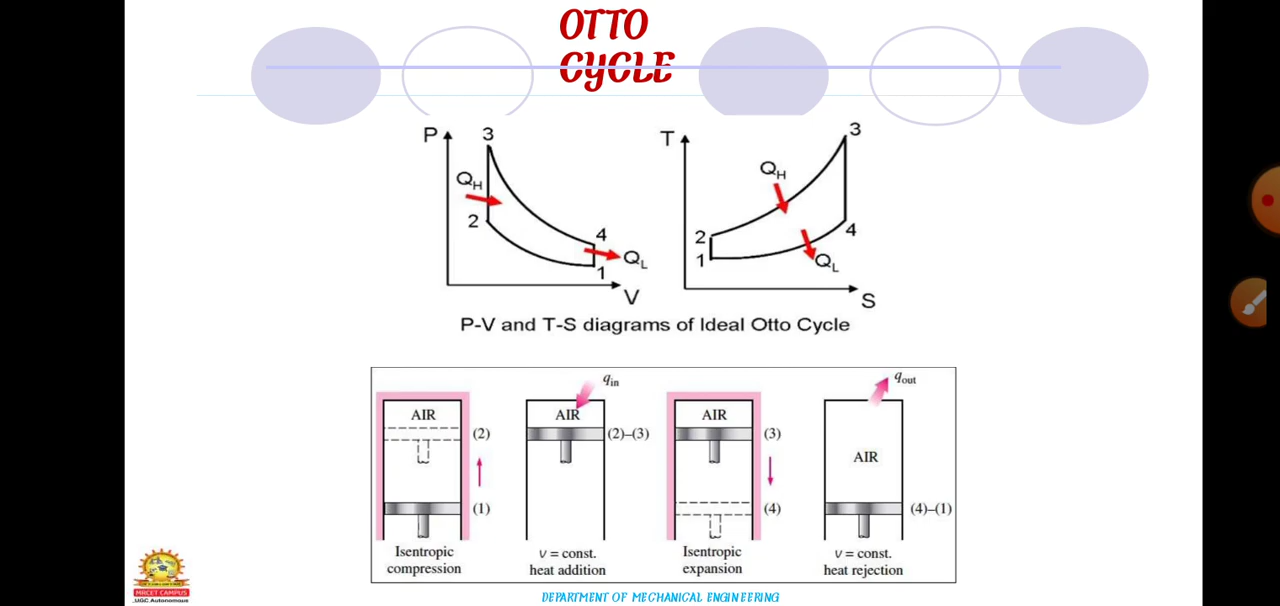 OTTO
CYCLE
P
3
QH
2
4
QL
1
V
T
3
QH
2
1
4
QL
S
P-V and T-S diagrams of Ideal Otto Cycle
qin
qout
AIR
AIR
AIR
AIR
(2)
(2)–(3)
(3)
(1)
(4)
(4)–(1)
Isentropic
compression
v = const.
heat addition
Isentropic
expansion
v = const.
heat rejection
MRCET CAMPUS
UGC Autonomous
DEPARTMENT OF MECHANICAL ENGINEERING